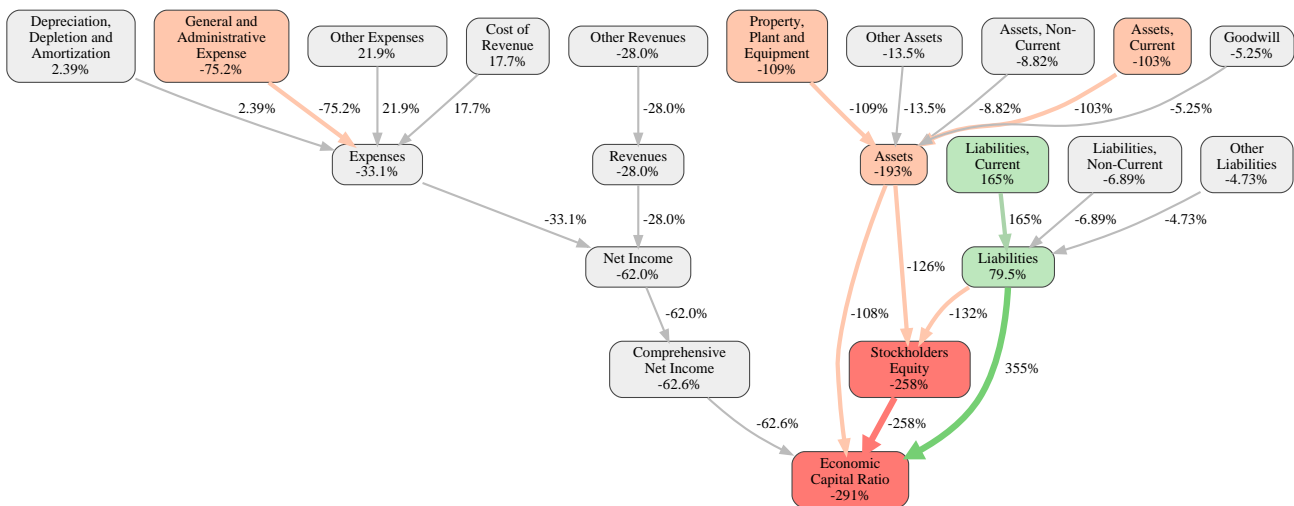 Depreciation,
Depletion and
Amortization
2.39%
General and
Administrative
Expense
-75.2%
Other Expenses
21.9%
Cost of
Revenue
17.7%
Other Revenues
-28.0%
Property,
Plant and
Equipment
-109%
Other Assets
-13.5%
Assets, Non-
Current
-8.82%
Assets,
Current
-103%
Goodwill
-5.25%
2.39%
-75.2%
21.9%
17.7%
-28.0%
-109%
-13.5%
-8.82%
-103%
-5.25%
Expenses
-33.1%
Revenues
-28.0%
Assets
-193%
Liabilities,
Current
165%
Liabilities,
Non-Current
-6.89%
Other
Liabilities
-4.73%
-33.1%
-28.0%
165%
-6.89%
-4.73%
Net Income
-62.0%
-126%
Liabilities
79.5%
-62.0%
-108%
-132%
Comprehensive
Net Income
-62.6%
Stockholders
Equity
-258%
355%
-62.6%
-258%
Economic
Capital Ratio
-291%